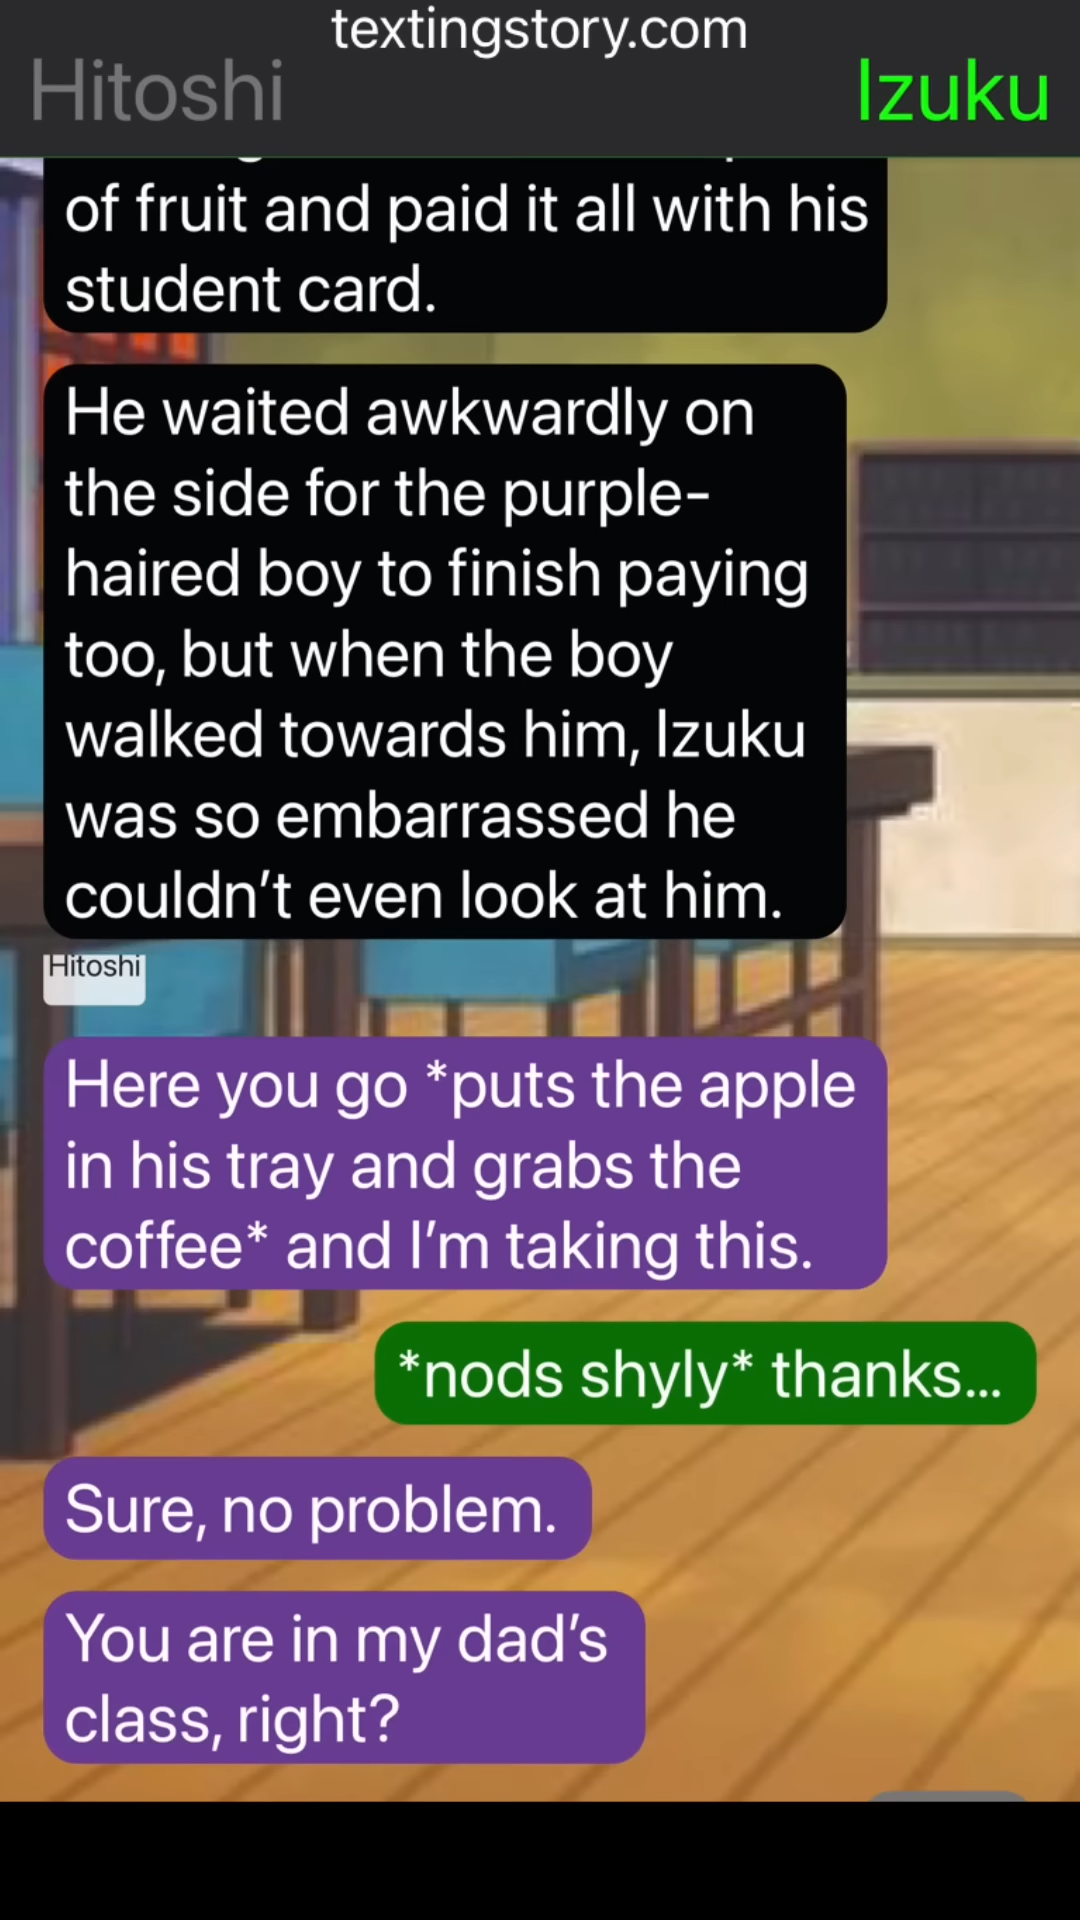 textingstory.com
Hitoshi
Izuku
of fruit and paid it all with his
student card.
He waited awkwardly on
the side for the purple-
haired boy to finish paying
too, but when the boy
walked towards him, Izuku
was so embarrassed he
couldn’t even look at him.
Hitoshi
Here you go *puts the apple
in his tray and grabs the
coffee* and I’m taking this.
*nods shyly* thanks...
Sure, no problem.
You are in my dad’s
class, right?